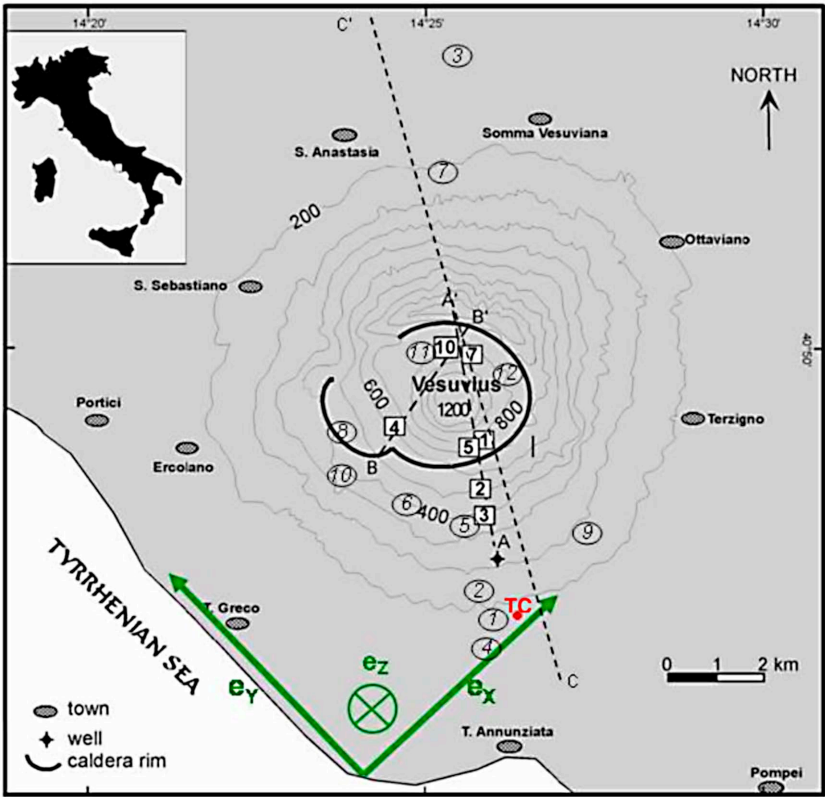 14°20'
14°25'
14°30'
C'
3
NORTH
Somma Vesuviana
S. Anastasia
7
200
Ottaviano
S. Sebastiano
A'
B'
40°50'
10
7
11
12
Vesuvius
600
1200
800
Portici
4
Terzigno
8
5
1
Ercolano
B
10
2
6
400
3
5
9
A
TYRRHENIAN SEA
2
TC
T. Greco
1
4
0 1 2 km
eZ
eY
eX
C
town
well
caldera rim
T. Annunziata
Pompei